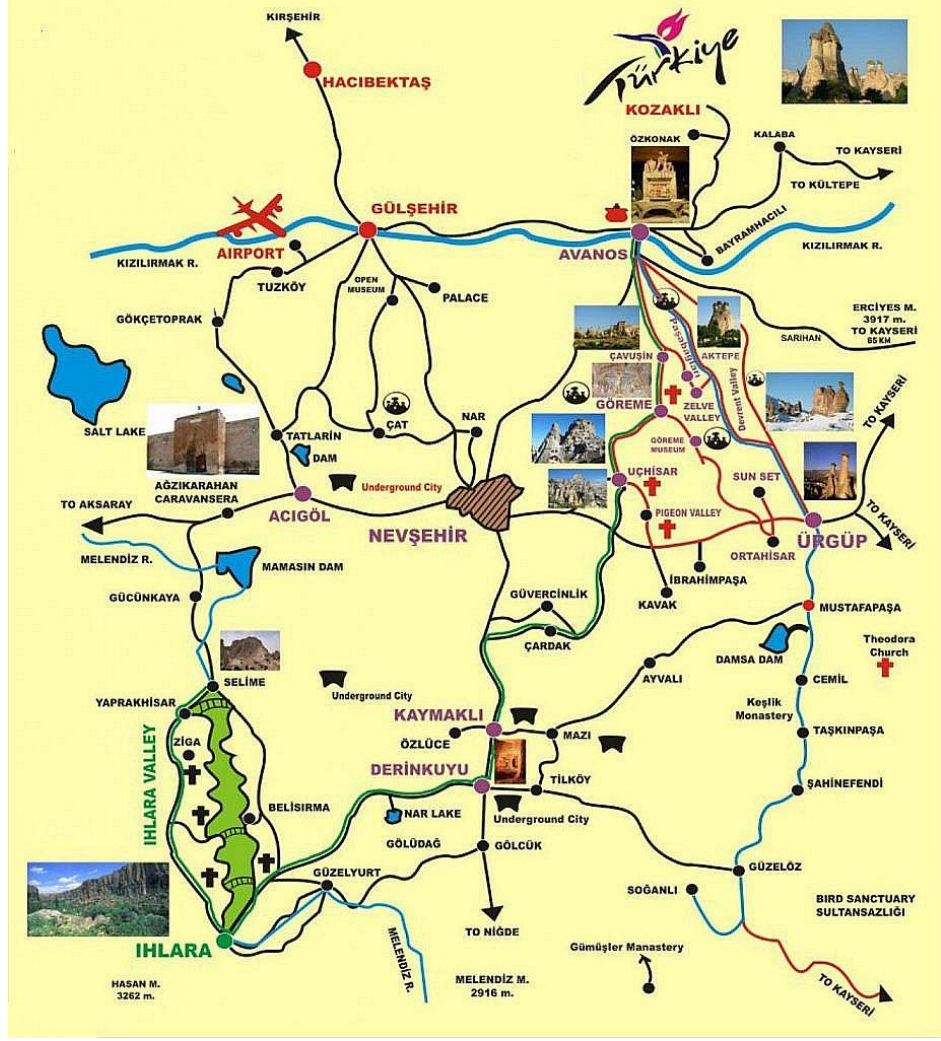 KIRŞEHİR
HACIBEKTAŞ
Türkiye
KOZAKLI
ÖZKONAK
KALABA
TO KAYSERİ
TO KÜLTEPE
GÜLŞEHİR
AIRPORT
KIZILIRMAK R.
TUZKÖY
OPEN
MUSEUM
PALACE
AVANOS
BAYRAMHACILI
KIZILIRMAK R.
GÖKÇETOPRAK
ERCİYES M.
3917 m.
TO KAYSERİ
85 KM
SARIHAN
Paşabağları
ÇAVUŞİN
AKTEPE
Devrent Valley
ZELVE
VALLEY
GÖREME
TO KAYSERİ
SALT LAKE
TATLARİN
DAM
ÇAT
NAR
GÖREME
MUSEUM
AĞZIKARAHAN
CARAVANSERA
UÇHİSAR
SUN SET
TO AKSARAY
ACIGÖL
Underground City
NEVŞEHİR
PIGEON VALLEY
ORTAHİSAR
ÜRGÜP
TO KAYSERİ
MELENDİZ R.
MAMASIN DAM
İBRAHİMPAŞA
GÜCÜNKAYA
GÜVERCİNLİK
KAVAK
MUSTAFAPAŞA
ÇARDAK
DAMSA DAM
Theodora
Church
SELIME
Underground City
AYVALI
CEMİL
YAPRAKHİSAR
Keşlik
Monastery
KAYMAKLI
ÖZLÜCE
MAZI
TAŞKINPAŞA
ZİGA
IHLARA VALLEY
DERİNKUYU
TİLKÖY
ŞAHİNEFENDİ
BELİSIRMA
NAR LAKE
Underground City
GÖLÜDAĞ
GÖLCÜK
GÜZELÖZ
GÜZELYURT
SOĞANLI
BIRD SANCTUARY
SULTANSAZLIĞI
IHLARA
TO NİĞDE
MELENDİZ R.
Gümüşler Manastery
HASAN M.
3262 m.
MELENDİZ M.
2916 m.
TO KAYSERİ